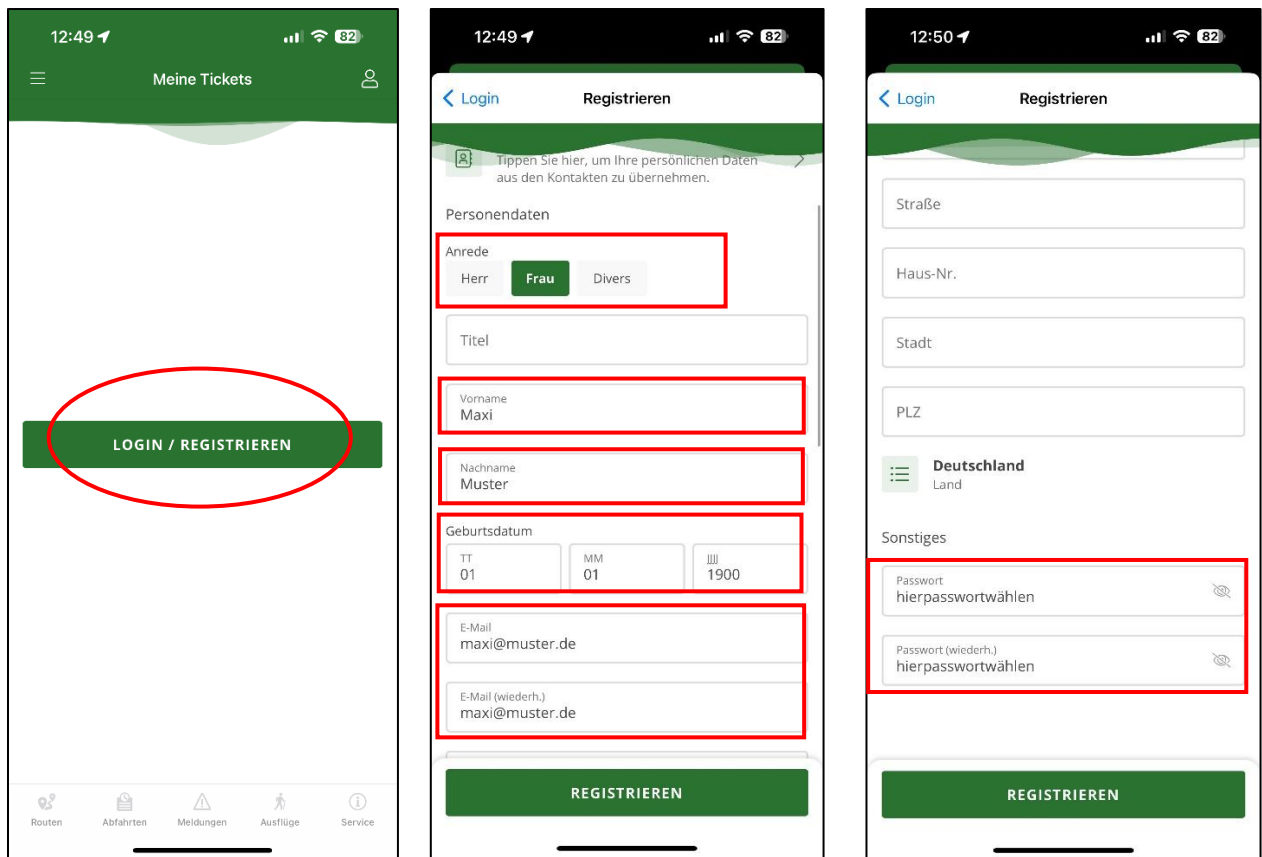 12:49
82
Meine Tickets
LOGIN / REGISTRIEREN
Routen
Abfahrten
Meldungen
Ausflüge
Service
12:49
82
Login
Registrieren
Tippen Sie hier, um Ihre persönlichen Daten
aus den Kontakten zu übernehmen.
Personendaten
Anrede
Herr
Frau
Divers
Titel
Vorname
Maxi
Nachname
Muster
Geburtsdatum
TT
01
MM
01
JJJJ
1900
E-Mail
maxi@muster.de
E-Mail (wiederh.)
maxi@muster.de
REGISTRIEREN
12:50
82
Login
Registrieren
Straße
Haus-Nr.
Stadt
PLZ
Deutschland
Land
Sonstiges
Passwort
hierpasswortwählen
Passwort (wiederh.)
hierpasswortwählen
REGISTRIEREN